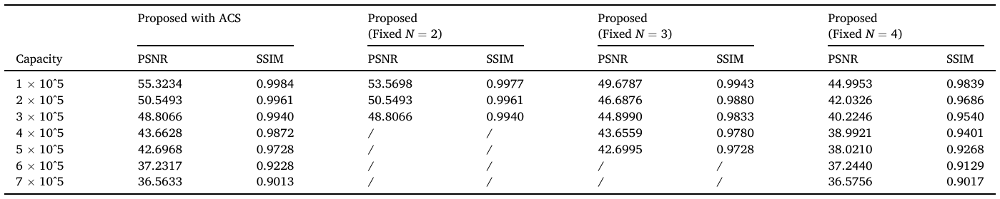 Proposed with ACS Proposed Proposed Proposed
(Fixed N = 2) (Fixed N = 3) (Fixed N = 4)
Capacity PSNR SSIM PSNR SSIM PSNR SSIM PSNR SSIM
1 × 10ˆ5 55.3234 0.9984 53.5698 0.9977 49.6787 0.9943 44.9953 0.9839
2 × 10ˆ5 50.5493 0.9961 50.5493 0.9961 46.6876 0.9880 42.0326 0.9686
3 × 10ˆ5 48.8066 0.9940 48.8066 0.9940 44.8990 0.9833 40.2246 0.9540
4 × 10ˆ5 43.6628 0.9872 / / 43.6559 0.9780 38.9921 0.9401
5 × 10ˆ5 42.6968 0.9728 / / 42.6995 0.9728 38.0210 0.9268
6 × 10ˆ5 37.2317 0.9228 / / / / 37.2440 0.9129
7 × 10ˆ5 36.5633 0.9013 / / / / 36.5756 0.9017